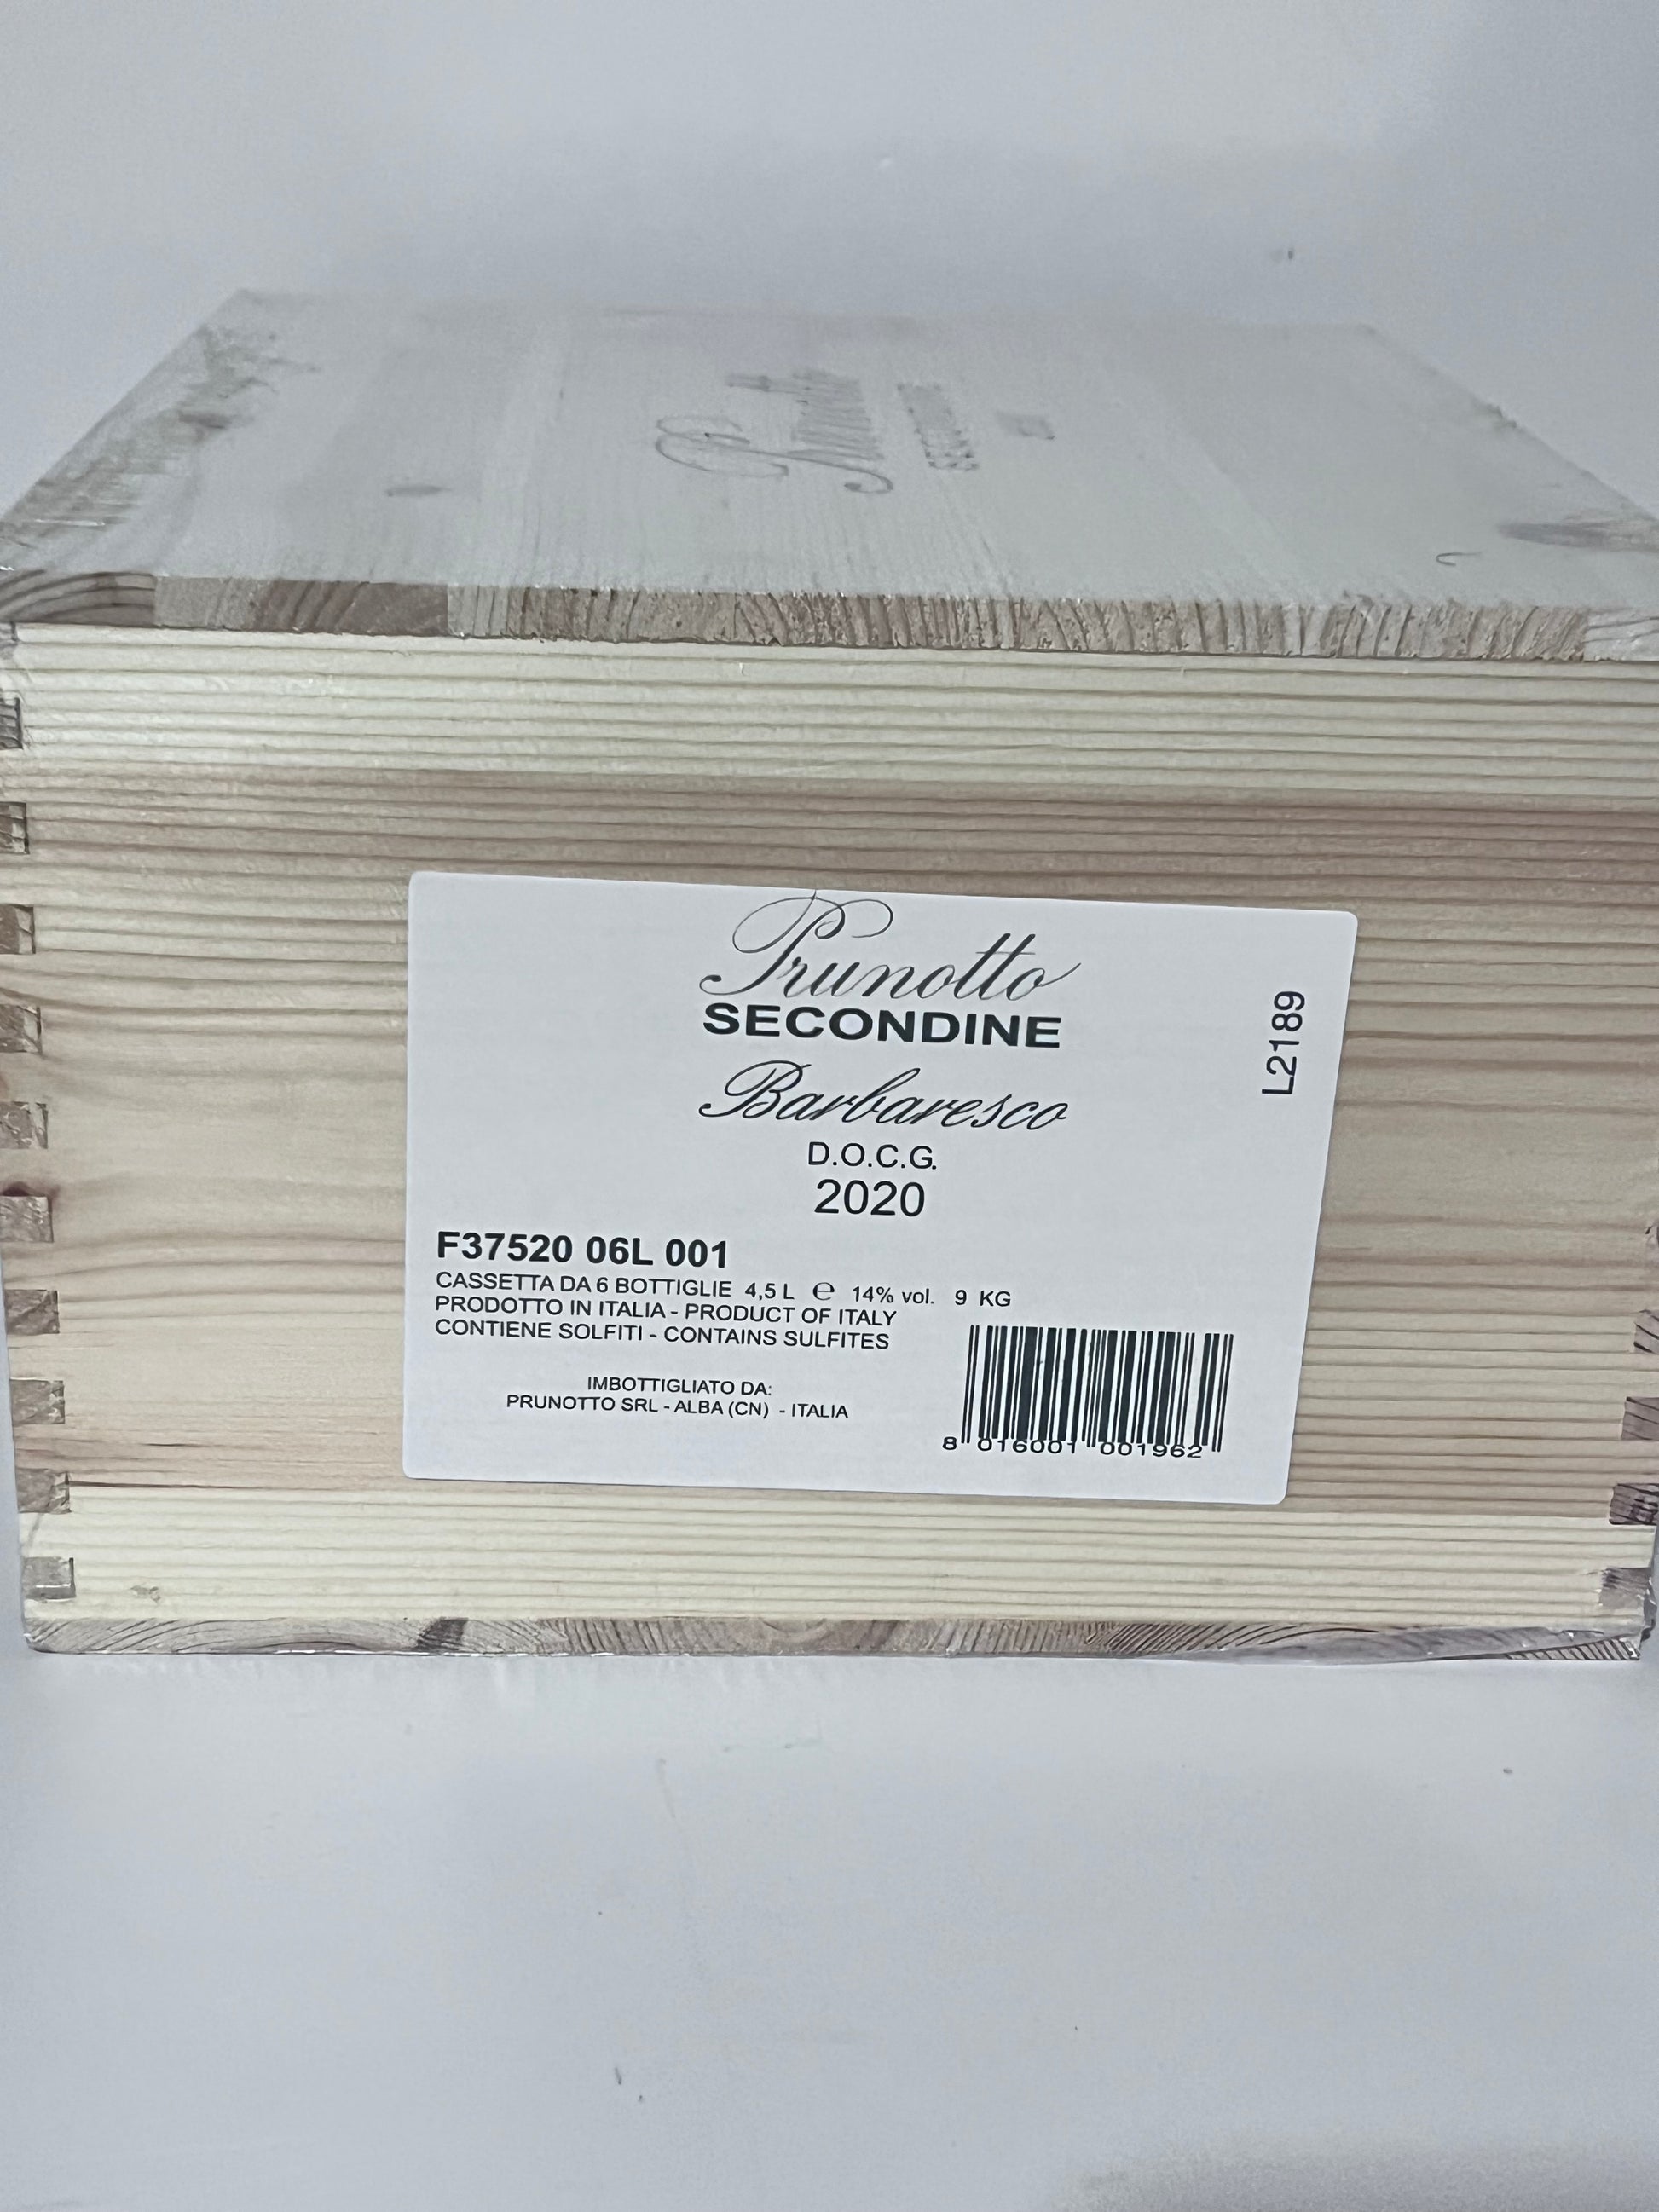 Prunotto
SECONDINE
Prunotto
SECONDINE
Barbaresco
D.O.C.G.
2020
L2189
F37520 06L 001
CASSETTA DA 6 BOTTIGLIE 4,5 L ℮ 14% vol. 9 KG
PRODOTTO IN ITALIA - PRODUCT OF ITALY
CONTIENE SOLFITI - CONTAINS SULFITES
IMBOTTIGLIATO DA:
PRUNOTTO SRL - ALBA (CN) - ITALIA
8 016001 001962